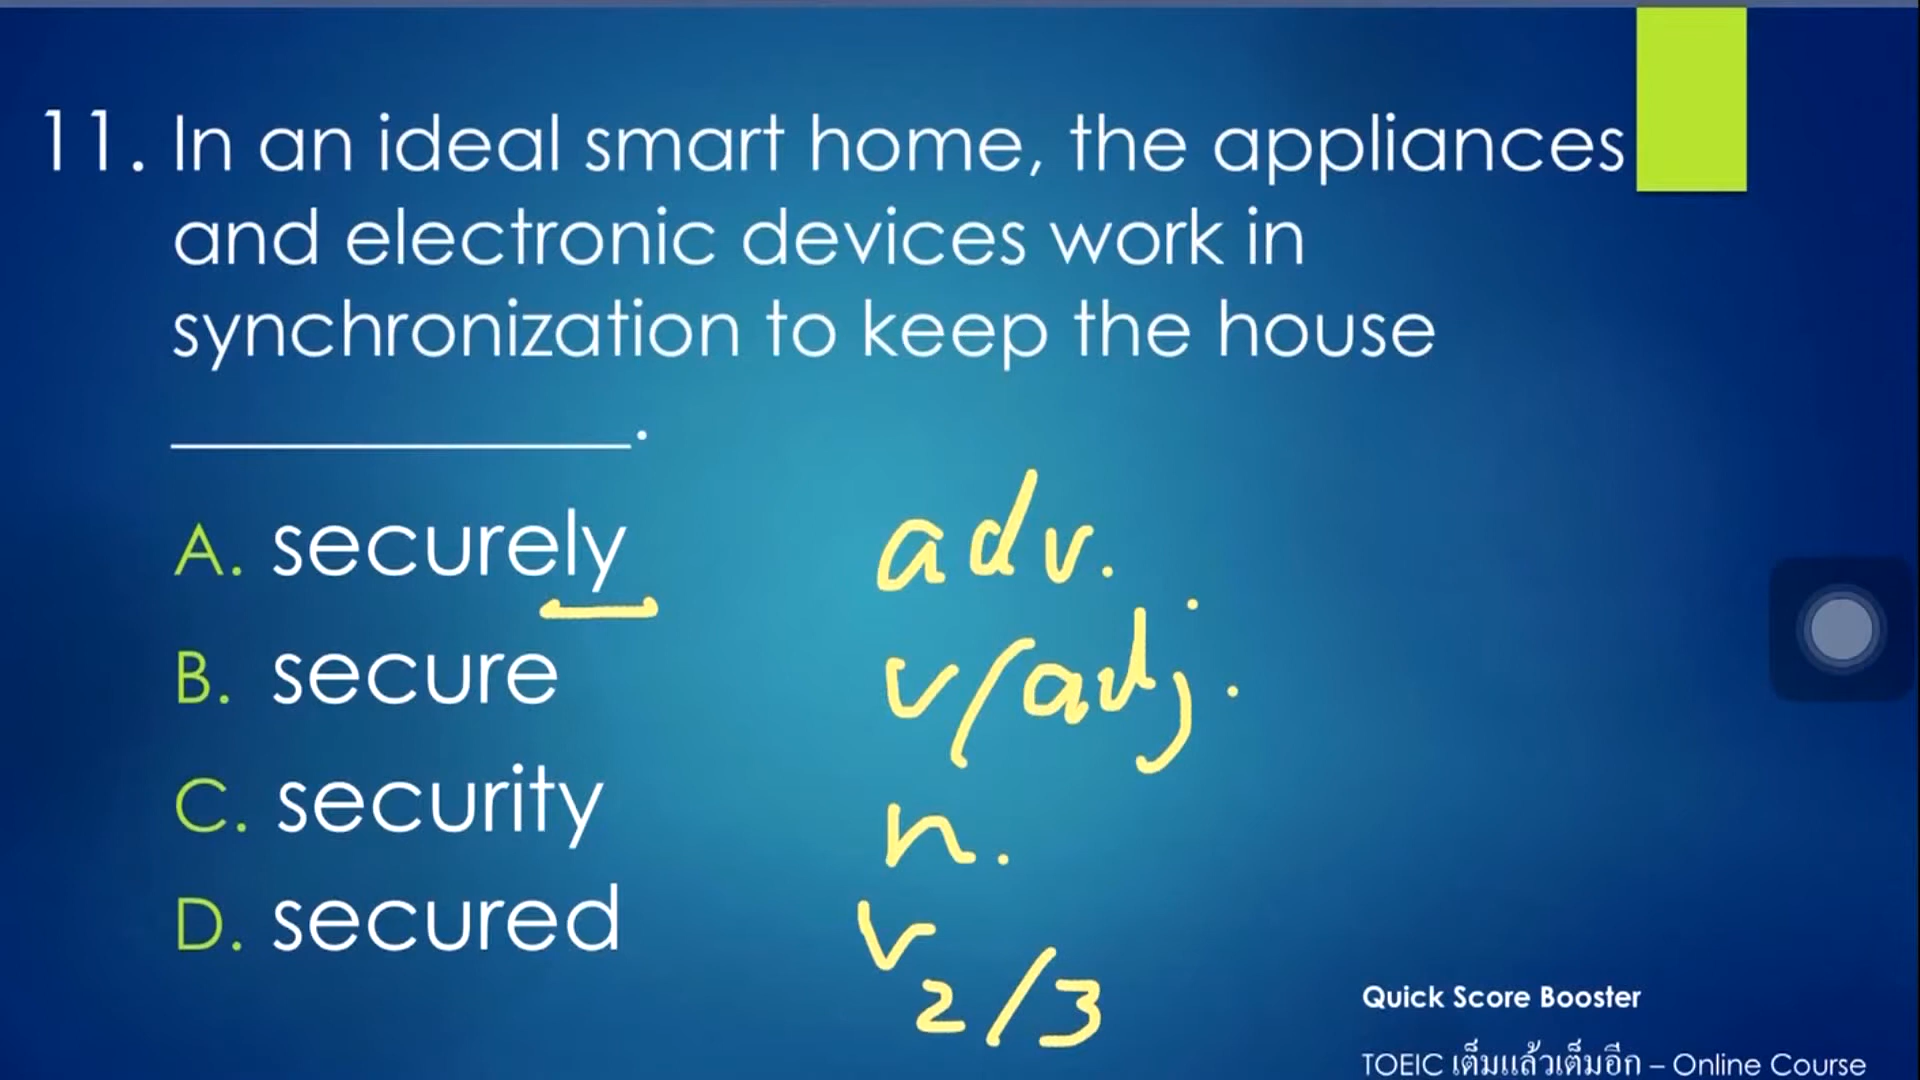 11. In an ideal smart home, the appliances
and electronic devices work in
synchronization to keep the house
______________.
A. securely adv.
B. secure v/adj.
C. security n.
D. secured v2/3
Quick Score Booster
TOEIC เต็มแล้วเต็มอีก – Online Course